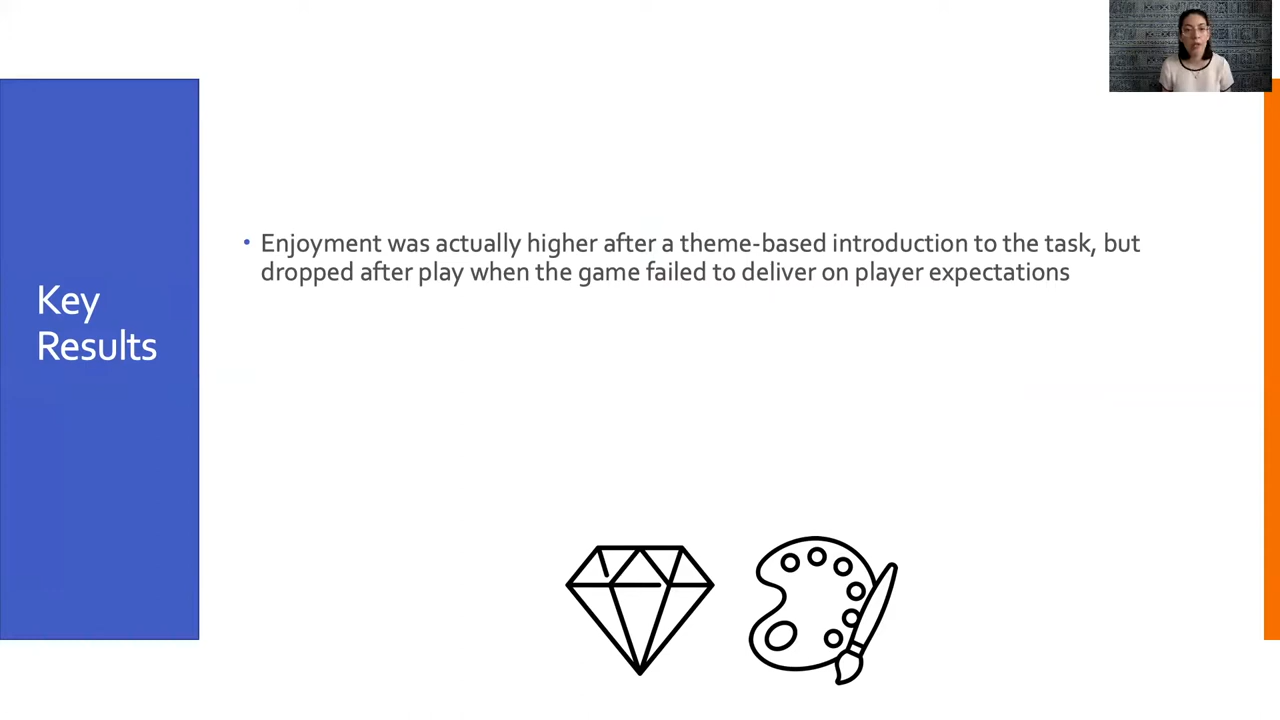 Key
Results
• Enjoyment was actually higher after a theme-based introduction to the task, but
dropped after play when the game failed to deliver on player expectations